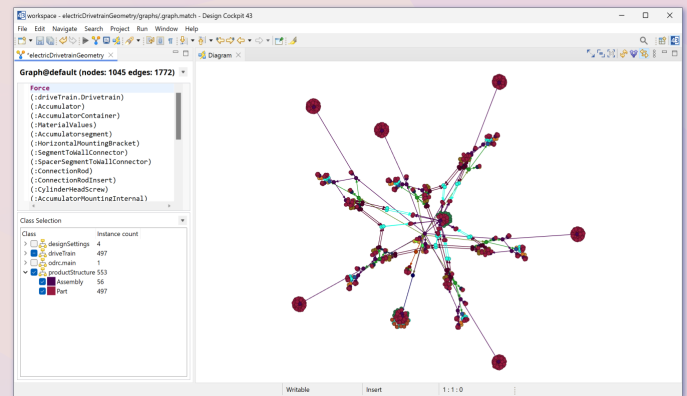 workspace - electricDrivetrainGeometry/graphs/.graph.match - Design Cockpit 43
File Edit Navigate Search Project Run Window Help
*electricDrivetrainGeometry
Diagram
Graph@default (nodes: 1045 edges: 1772)
Force
(:driveTrain.Drivetrain)
(:Accumulator)
(:AccumulatorContainer)
(:MaterialValues)
(:Accumulatorsegment)
(:HorizontalMountingBracket)
(:SegmentToWallConnector)
(:SpacerSegmentToWallConnector)
(:ConnectionRod)
(:ConnectionRodInsert)
(:CylinderHeadScrew)
(:AccumulatorMountingInternal)
Class Selection
Class Instance count
designSettings 4
driveTrain 497
odrc.main 1
productStructure 553
Assembly 56
Part 497
Writable Insert 1 : 1 : 0